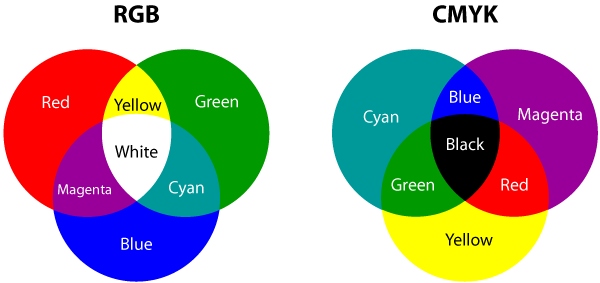 RGB
Red
Yellow
Green
White
Magenta
Cyan
Blue
CMYK
Cyan
Blue
Magenta
Black
Green
Red
Yellow